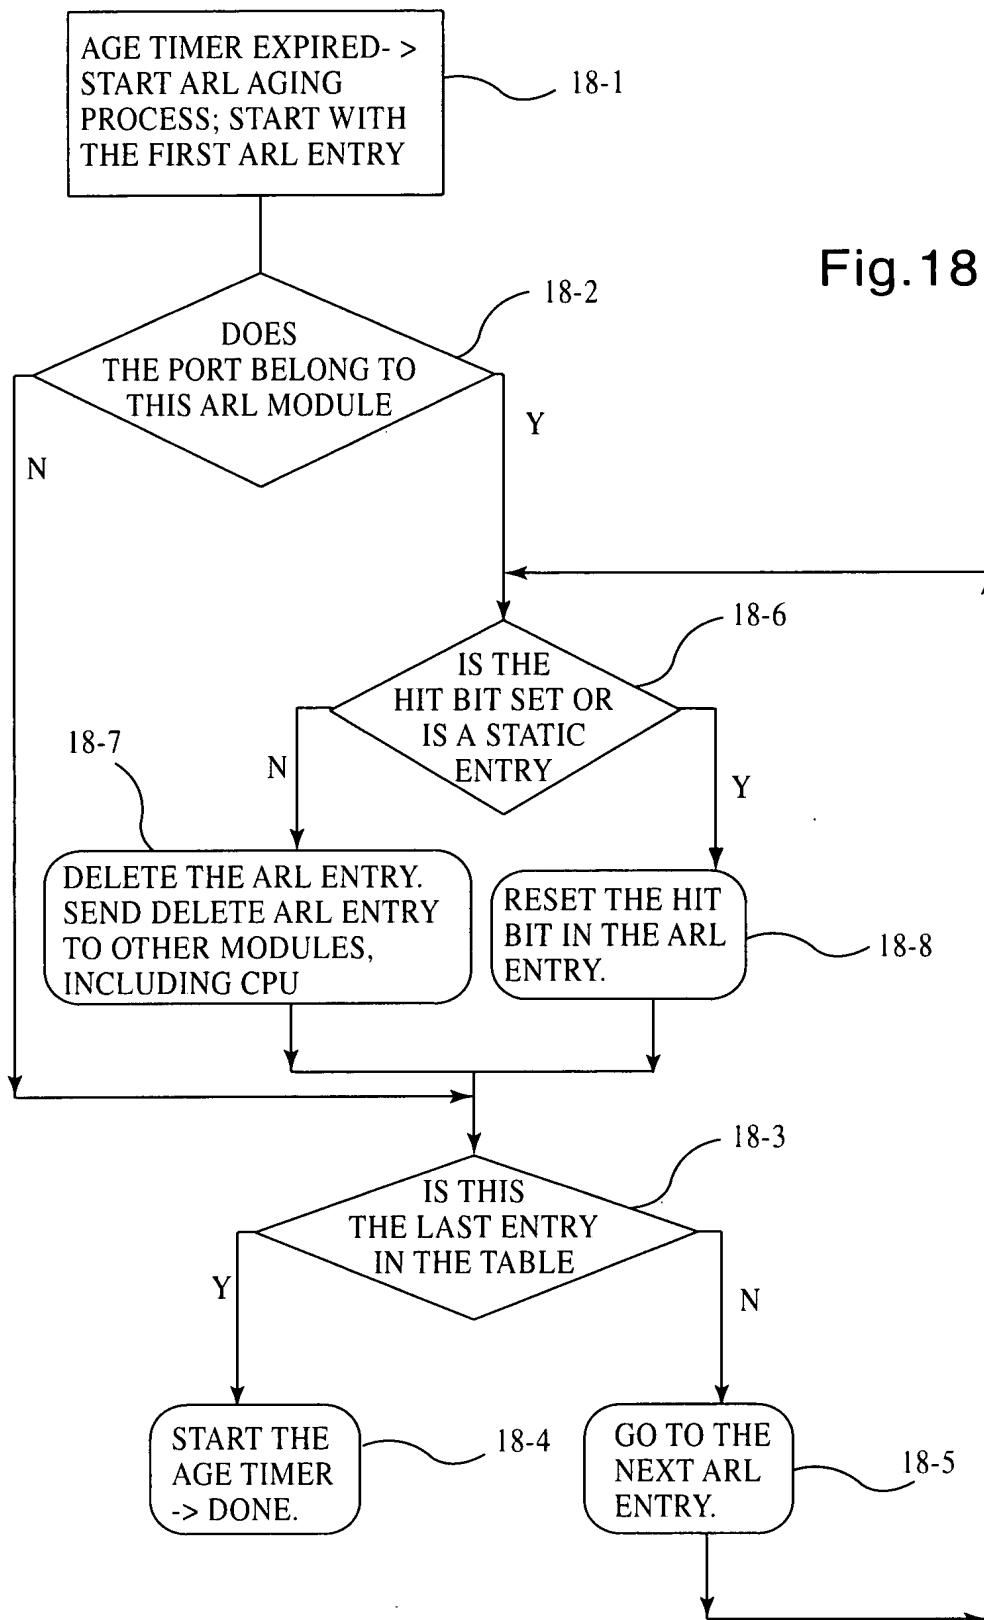 AGE TIMER EXPIRED- >
START ARL AGING
PROCESS; START WITH
THE FIRST ARL ENTRY
18-1
Fig.18
18-2
DOES
THE PORT BELONG TO
THIS ARL MODULE
N
Y
18-6
IS THE
HIT BIT SET OR
IS A STATIC
ENTRY
18-7
N
Y
DELETE THE ARL ENTRY.
SEND DELETE ARL ENTRY
TO OTHER MODULES,
INCLUDING CPU
RESET THE HIT
BIT IN THE ARL
ENTRY.
18-8
18-3
IS THIS
THE LAST ENTRY
IN THE TABLE
Y
N
START THE
AGE TIMER
-> DONE.
18-4
GO TO THE
NEXT ARL
ENTRY.
18-5